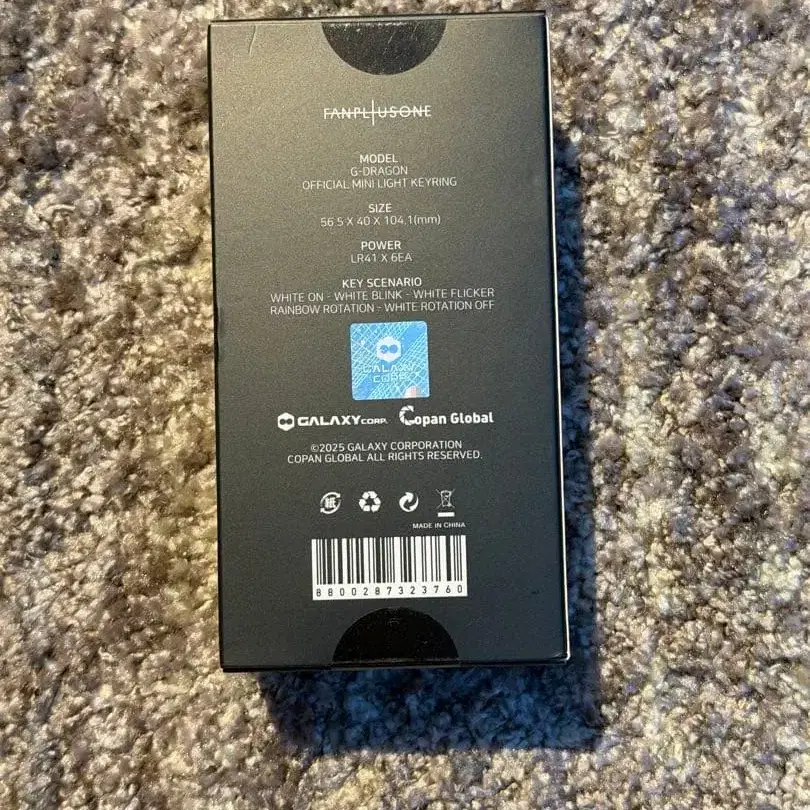 FANPLUSONE
MODEL
G-DRAGON
OFFICIAL MINI LIGHT KEYRING
SIZE
56.5 X 40 X 104.1(mm)
POWER
LR41 X 6EA
KEY SCENARIO
WHITE ON - WHITE BLINK - WHITE FLICKER
RAINBOW ROTATION - WHITE ROTATION OFF
GALAXY
CORP.
GALAXY CORP. Copan Global
©2025 GALAXY CORPORATION
COPAN GLOBAL ALL RIGHTS RESERVED.
紙
MADE IN CHINA
8800287323760